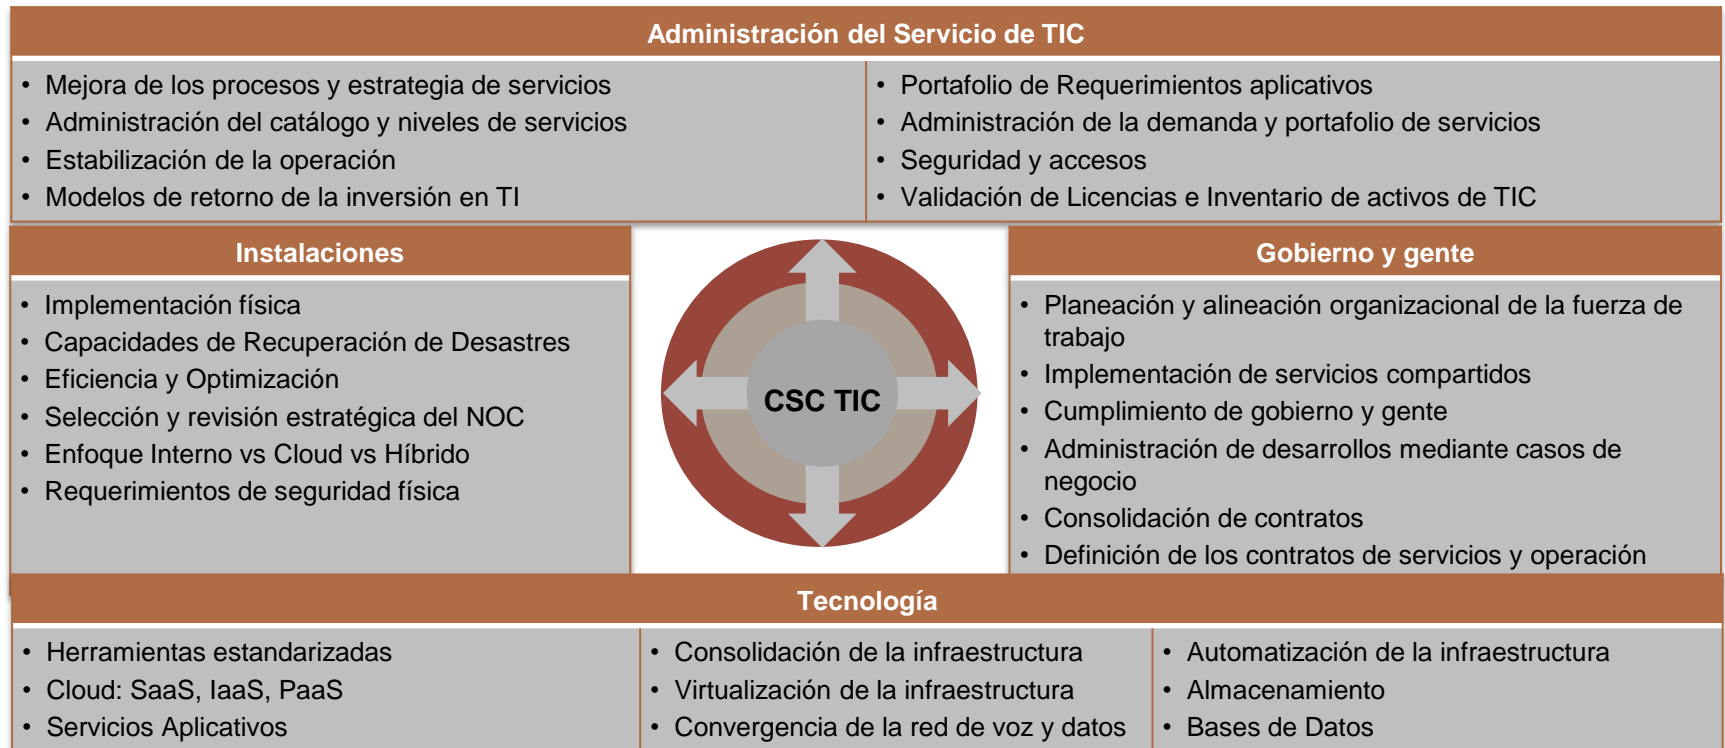 Administración del Servicio de TIC
• Mejora de los procesos y estrategia de servicios
• Administración del catálogo y niveles de servicios
• Estabilización de la operación
• Modelos de retorno de la inversión en TI
• Portafolio de Requerimientos aplicativos
• Administración de la demanda y portafolio de servicios
• Seguridad y accesos
• Validación de Licencias e Inventario de activos de TIC
Instalaciones
• Implementación física
• Capacidades de Recuperación de Desastres
• Eficiencia y Optimización
• Selección y revisión estratégica del NOC
• Enfoque Interno vs Cloud vs Híbrido
• Requerimientos de seguridad física
CSC TIC
Gobierno y gente
• Planeación y alineación organizacional de la fuerza de
trabajo
• Implementación de servicios compartidos
• Cumplimiento de gobierno y gente
• Administración de desarrollos mediante casos de
negocio
• Consolidación de contratos
• Definición de los contratos de servicios y operación
Tecnología
• Herramientas estandarizadas
• Cloud: SaaS, IaaS, PaaS
• Servicios Aplicativos
• Consolidación de la infraestructura
• Virtualización de la infraestructura
• Convergencia de la red de voz y datos
• Automatización de la infraestructura
• Almacenamiento
• Bases de Datos